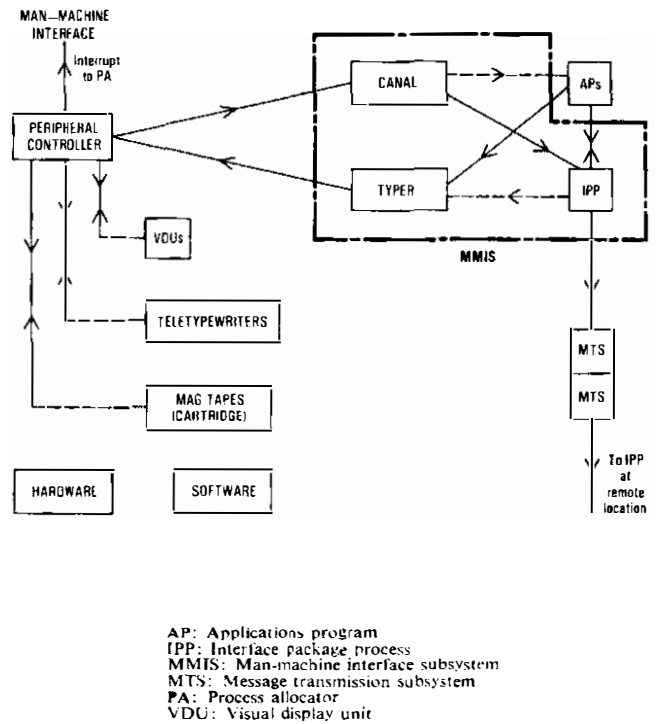 MAN—MACHINE
INTERFACE
Interrupt
to PA
PERIPHERAL
CONTROLLER
CANAL
APs
TYPER
IPP
VDUs
MMIS
TELETYPEWRITERS
MTS
MAG TAPES
(CARTRIDGE)
MTS
HARDWARE
SOFTWARE
To IPP
at
remote
location
AP: Applications program
IPP: Interface package process
MMIS: Man-machine interface subsystem
MTS: Message transmission subsystem
PA: Process allocator
VDU: Visual display unit